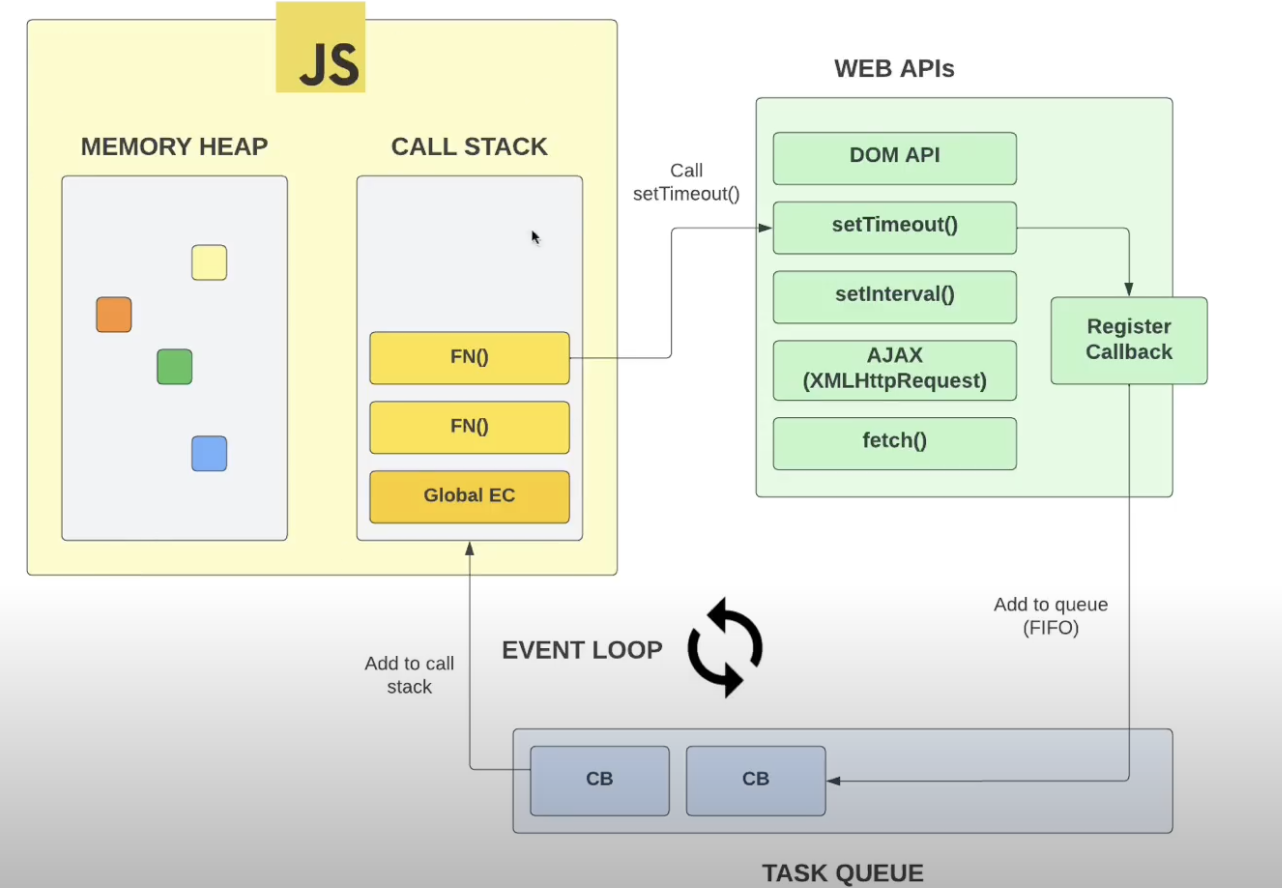 JS
MEMORY HEAP
CALL STACK
FN()
FN()
Global EC
Call
setTimeout()
WEB APIs
DOM API
setTimeout()
setInterval()
AJAX
(XMLHttpRequest)
fetch()
Register
Callback
Add to queue
(FIFO)
EVENT LOOP
Add to call
stack
CB
CB
TASK QUEUE